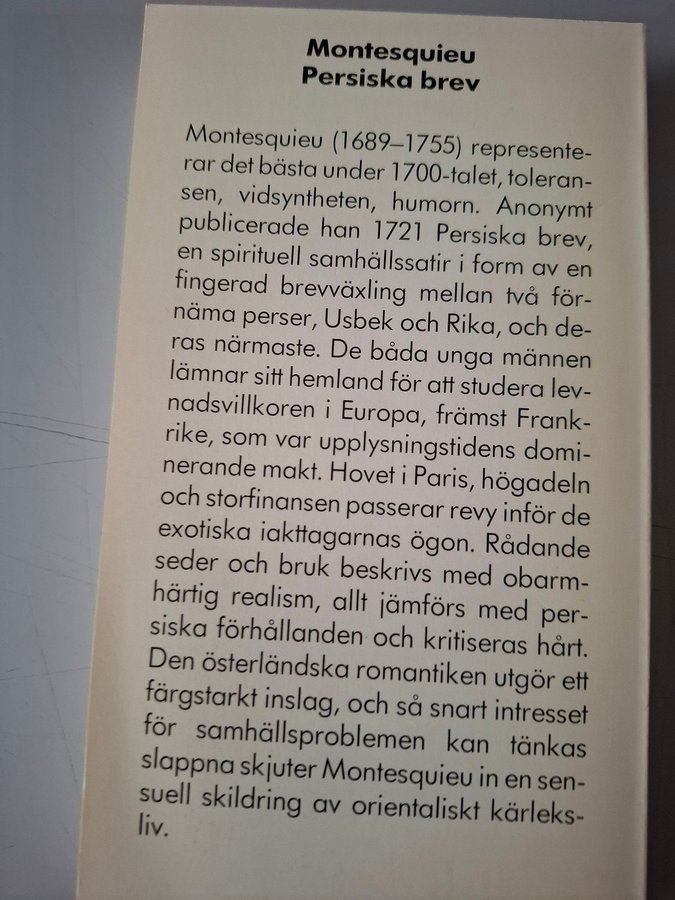 Montesquieu
Persiska brev
Montesquieu (1689–1755) represente-
rar det bästa under 1700-talet, toleran-
sen, vidsyntheten, humorn. Anonymt
publicerade han 1721 Persiska brev,
en spirituell samhällssatir i form av en
fingerad brevväxling mellan två för-
näma perser, Usbek och Rika, och de-
ras närmaste. De båda unga männen
lämnar sitt hemland för att studera lev-
nadsvillkoren i Europa, främst Frank-
rike, som var upplysningstidens domi-
nerande makt. Hovet i Paris, högadeln
och storfinansen passerar revy inför de
exotiska iakttagarnas ögon. Rådande
seder och bruk beskrivs med obarm-
härtig realism, allt jämförs med per-
siska förhållanden och kritiseras hårt.
Den österländska romantiken utgör ett
färgstarkt inslag, och så snart intresset
för samhällsproblemen kan tänkas
slappna skjuter Montesquieu in en sen-
suell skildring av orientaliskt kärleks-
liv.